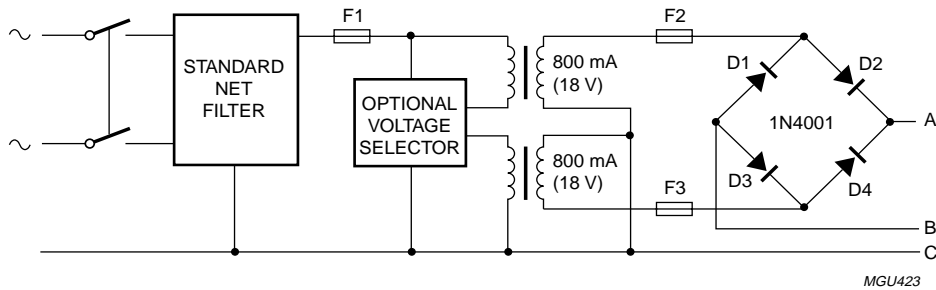 F1
F2
D1
D2
800 mA
(18 V)
STANDARD
NET
FILTER
OPTIONAL
VOLTAGE
SELECTOR
1N4001
A
800 mA
(18 V)
D3
D4
F3
B
C
MGU423